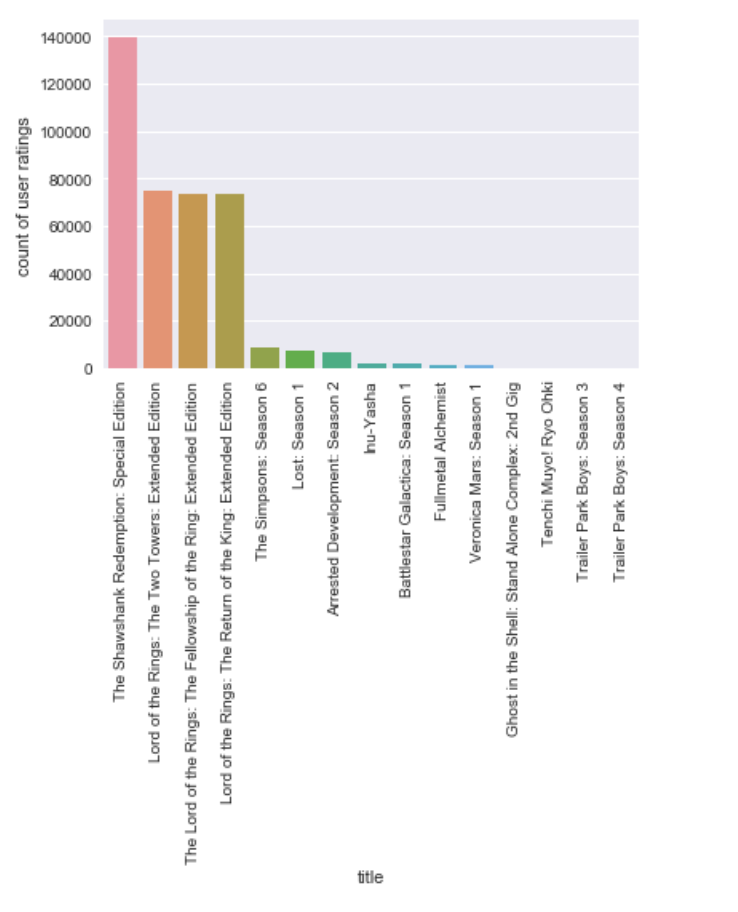 140000
120000
100000
80000
60000
40000
20000
0
count of user ratings
The Shawshank Redemption: Special Edition
Lord of the Rings: The Two Towers: Extended Edition
The Lord of the Rings: The Fellowship of the Ring: Extended Edition
Lord of the Rings: The Return of the King: Extended Edition
The Simpsons: Season 6
Lost: Season 1
Arrested Development: Season 2
Inu-Yasha
Battlestar Galactica: Season 1
Fullmetal Alchemist
Veronica Mars: Season 1
Ghost in the Shell: Stand Alone Complex: 2nd Gig
Tenchi Muyo! Ryo Ohki
Trailer Park Boys: Season 3
Trailer Park Boys: Season 4
title